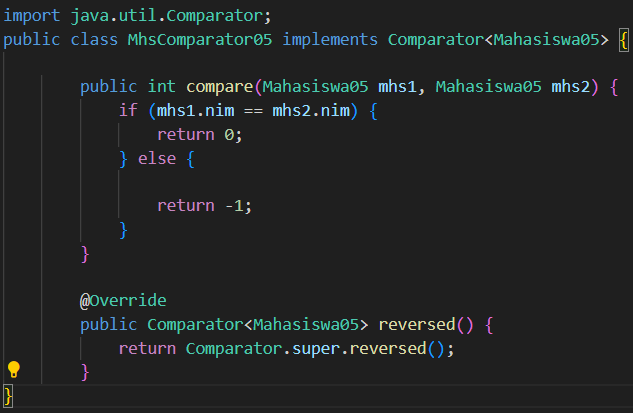 import java.util.Comparator;
public class MhsComparator05 implements Comparator<Mahasiswa05> {
public int compare(Mahasiswa05 mhs1, Mahasiswa05 mhs2) {
if (mhs1.nim == mhs2.nim) {
return 0;
} else {
return -1;
}
}
@Override
public Comparator<Mahasiswa05> reversed() {
return Comparator.super.reversed();
}
}